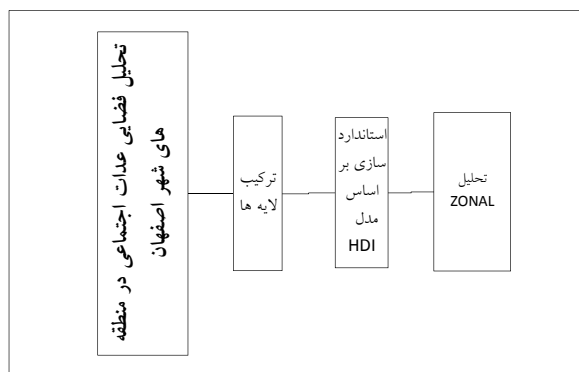 تحلیل فضایی عدات اجتماعی در منطقه
های شهر اصفهان
ترکیب
لایه ها
استاندارد
سازی بر
اساس
مدل
HDI
تحلیل
ZONAL